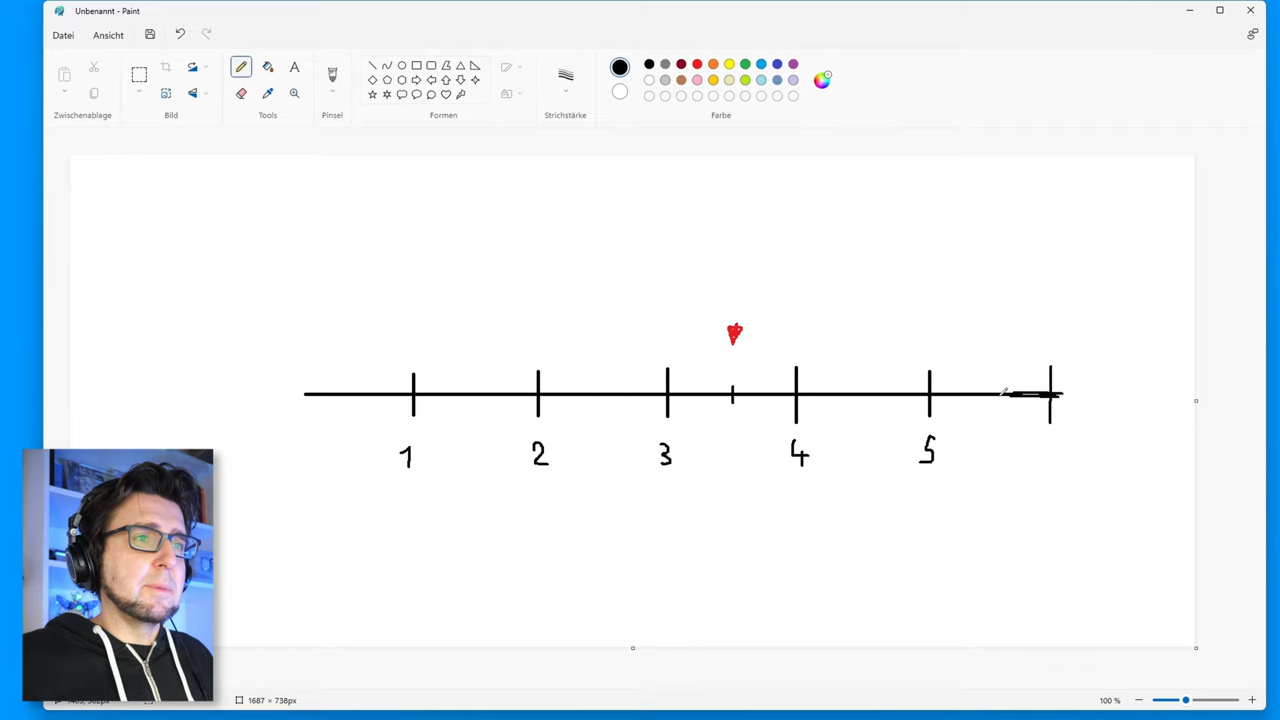 Unbenannt - Paint
Datei Ansicht
Zwischenablage Bild Tools Pinsel Formen Strichstärke Farbe
1 2 3 4 5
1687 × 738px 100 %